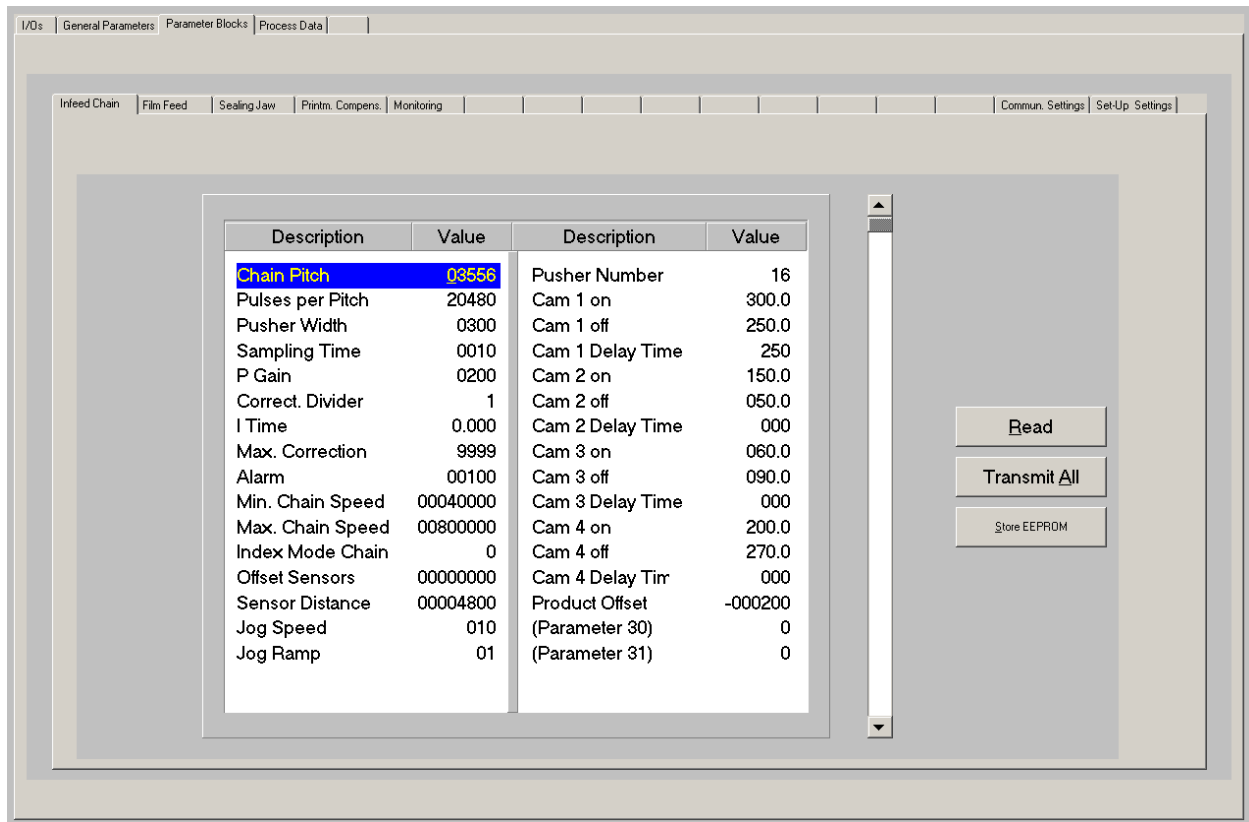 I/Os General Parameters Parameter Blocks Process Data
Infeed Chain Film Feed Sealing Jaw Printm. Compens. Monitoring Commun. Settings Set-Up Settings
Description Value Description Value
Chain Pitch 03556 Pusher Number 16
Pulses per Pitch 20480 Cam 1 on 300.0
Pusher Width 0300 Cam 1 off 250.0
Sampling Time 0010 Cam 1 Delay Time 250
P Gain 0200 Cam 2 on 150.0
Correct. Divider 1 Cam 2 off 050.0
I Time 0.000 Cam 2 Delay Time 000
Max. Correction 9999 Cam 3 on 060.0
Alarm 00100 Cam 3 off 090.0
Min. Chain Speed 00040000 Cam 3 Delay Time 000
Max. Chain Speed 00800000 Cam 4 on 200.0
Index Mode Chain 0 Cam 4 off 270.0
Offset Sensors 00000000 Cam 4 Delay Tim 000
Sensor Distance 00004800 Product Offset -000200
Jog Speed 010 (Parameter 30) 0
Jog Ramp 01 (Parameter 31) 0
Read
Transmit All
Store EEPROM